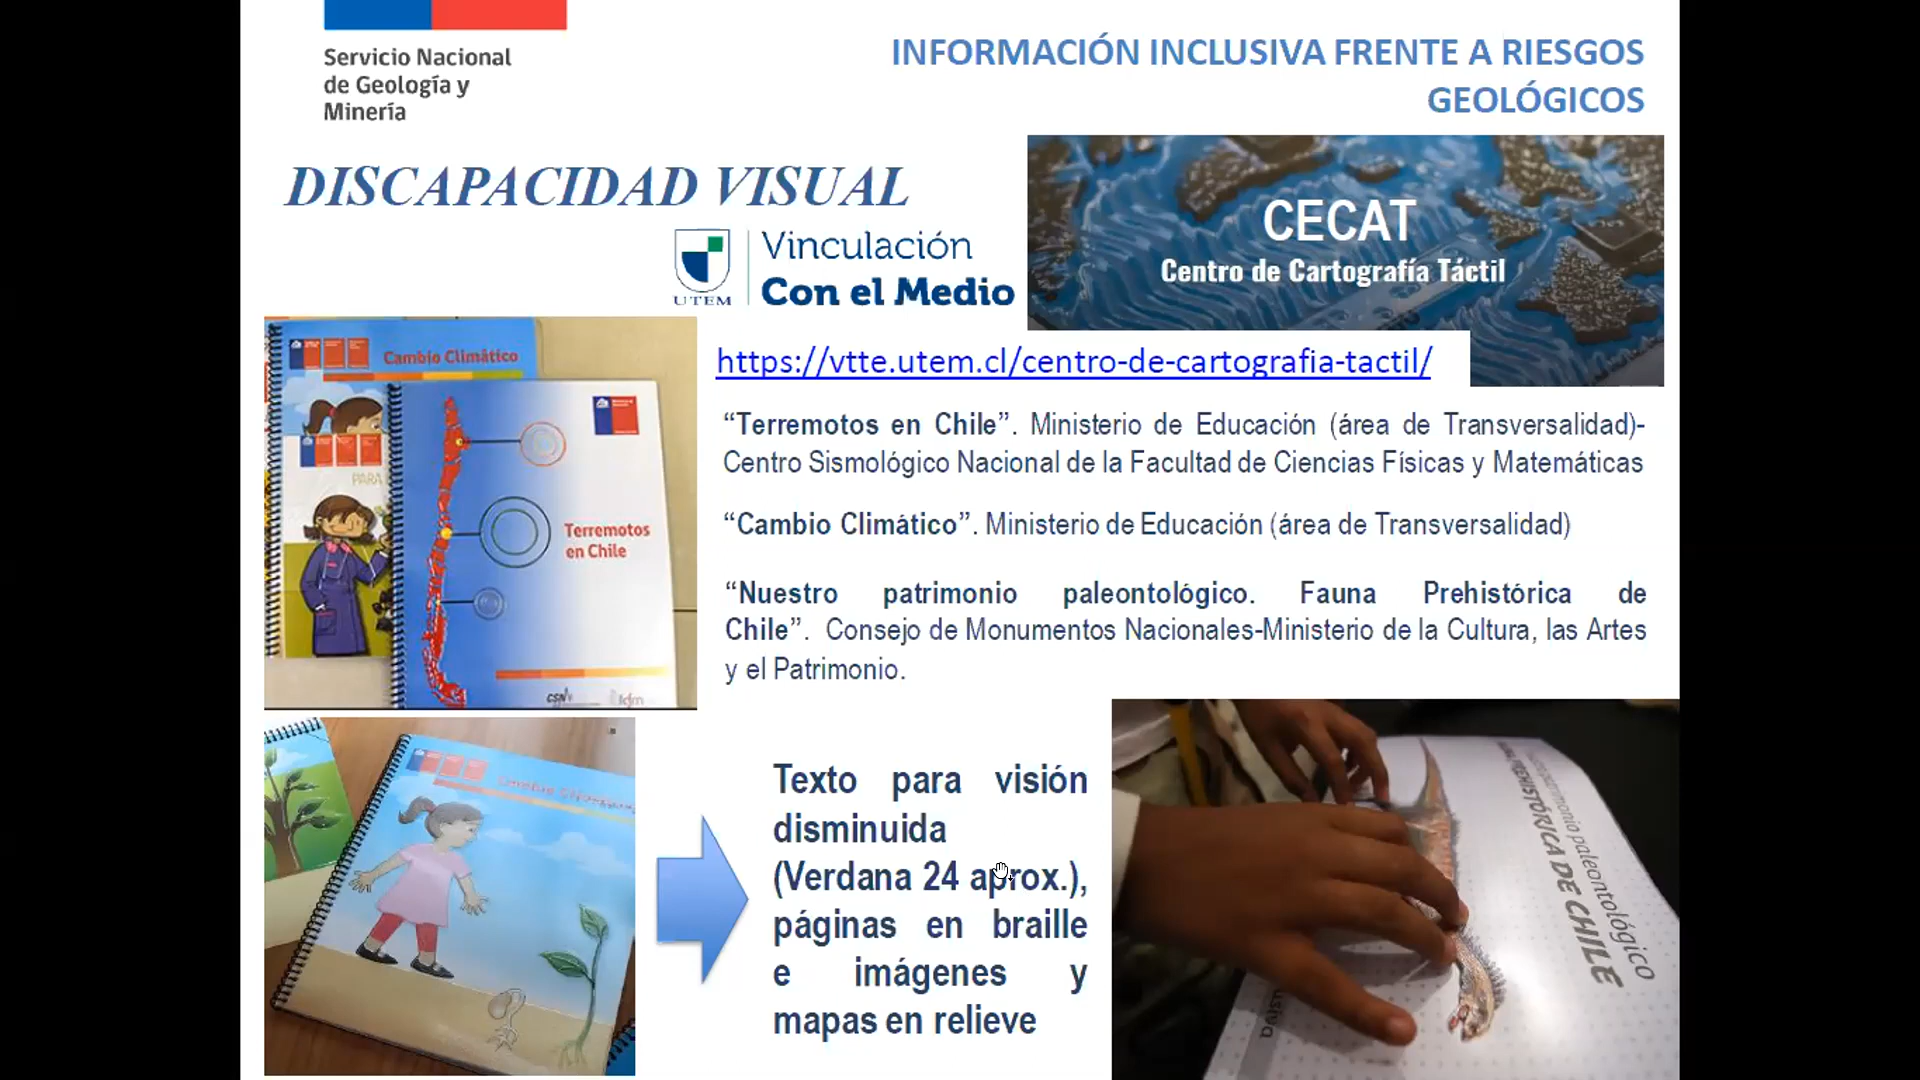 Servicio Nacional
de Geología y
Minería
INFORMACIÓN INCLUSIVA FRENTE A RIESGOS
GEOLÓGICOS
DISCAPACIDAD VISUAL
UTEM
Vinculación
Con el Medio
CECAT
Centro de Cartografía Táctil
https://vtte.utem.cl/centro-de-cartografia-tactil/
Cambio Climático
PARA
Terremotos
en Chile
CSN
“Terremotos en Chile”. Ministerio de Educación (área de Transversalidad)-
Centro Sismológico Nacional de la Facultad de Ciencias Físicas y Matemáticas
“Cambio Climático”. Ministerio de Educación (área de Transversalidad)
“Nuestro patrimonio paleontológico. Fauna Prehistórica de
Chile”. Consejo de Monumentos Nacionales-Ministerio de la Cultura, las Artes
y el Patrimonio.
Texto para visión
disminuida
(Verdana 24 aprox.),
páginas en braille
e imágenes y
mapas en relieve
patrimonio paleontológico
PREHISTÓRICA DE CHILE